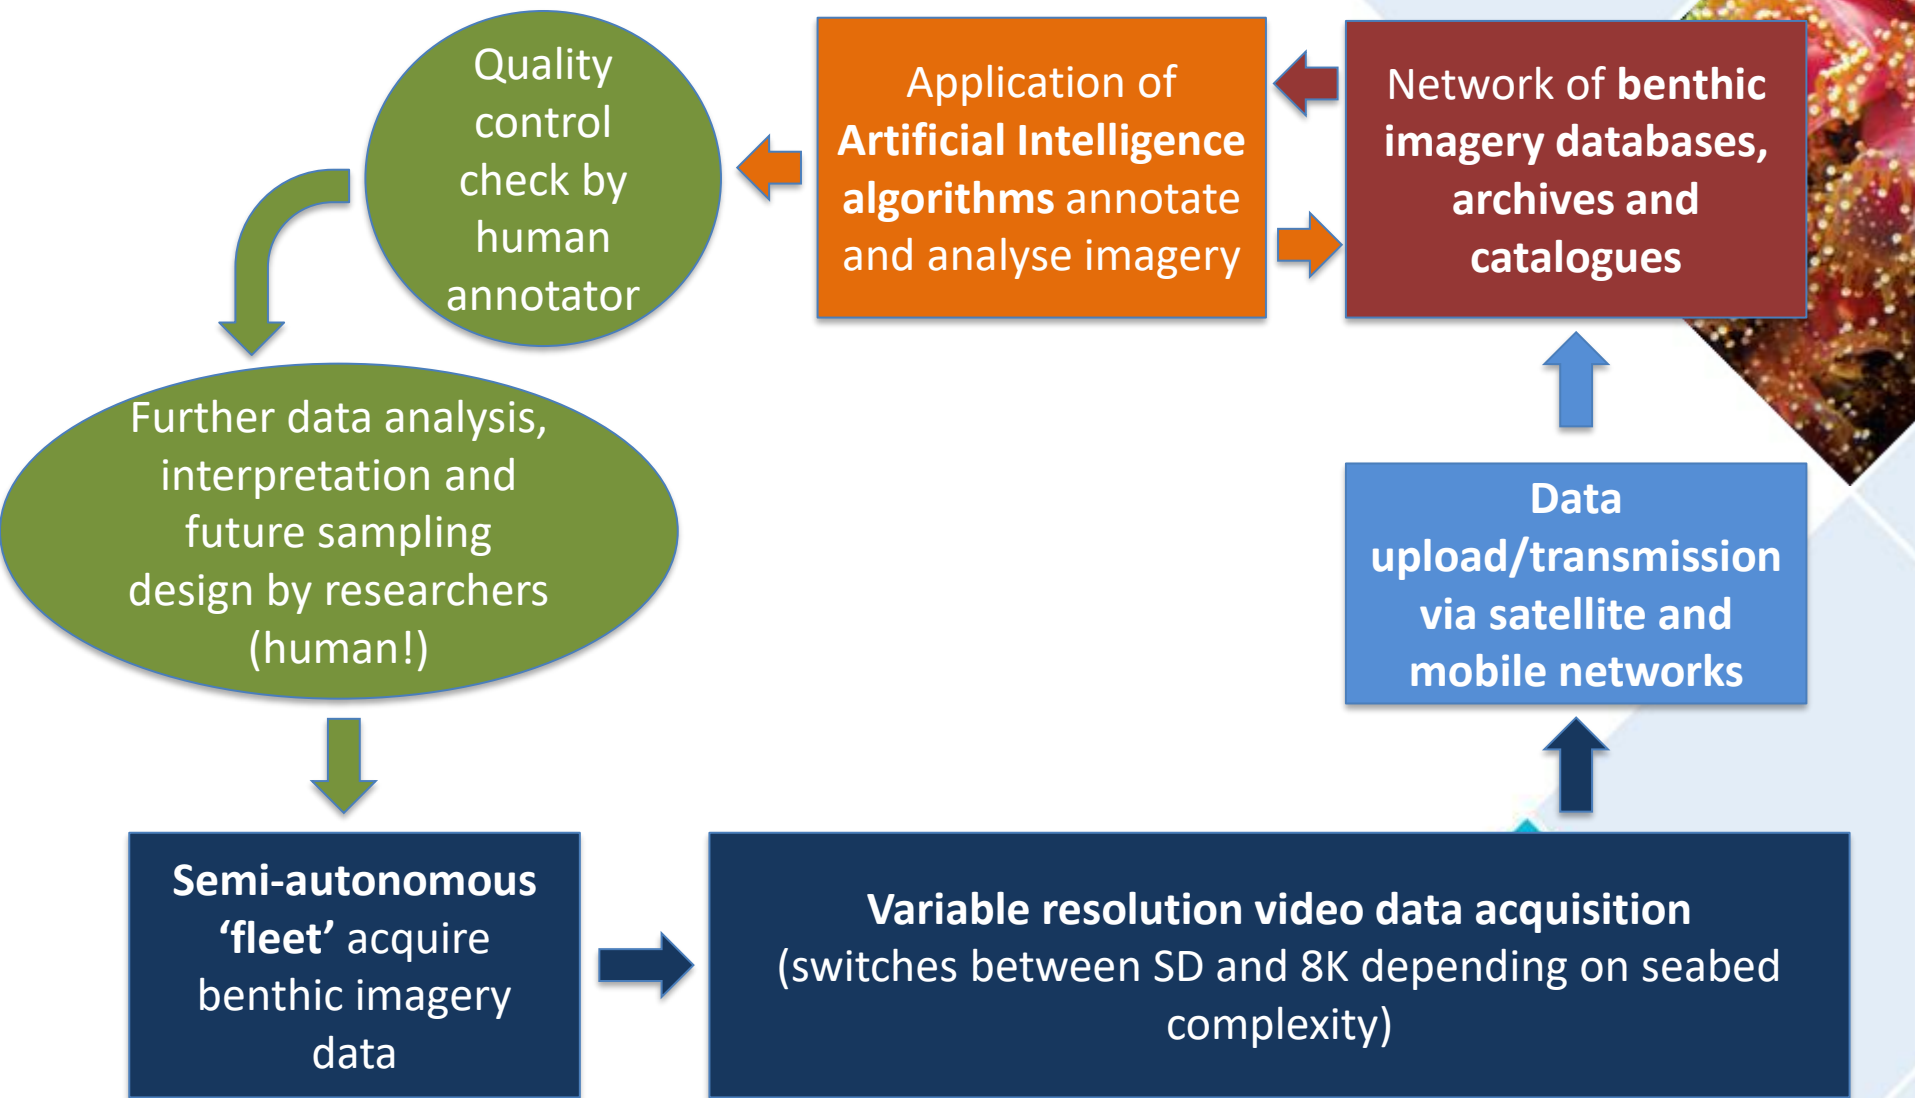 Quality
control
check by
human
annotator
Application of
Artificial Intelligence
algorithms annotate
and analyse imagery
Network of benthic
imagery databases,
archives and
catalogues
Further data analysis,
interpretation and
future sampling
design by researchers
(human!)
Data
upload/transmission
via satellite and
mobile networks
Semi-autonomous
‘fleet’ acquire
benthic imagery
data
Variable resolution video data acquisition
(switches between SD and 8K depending on seabed
complexity)